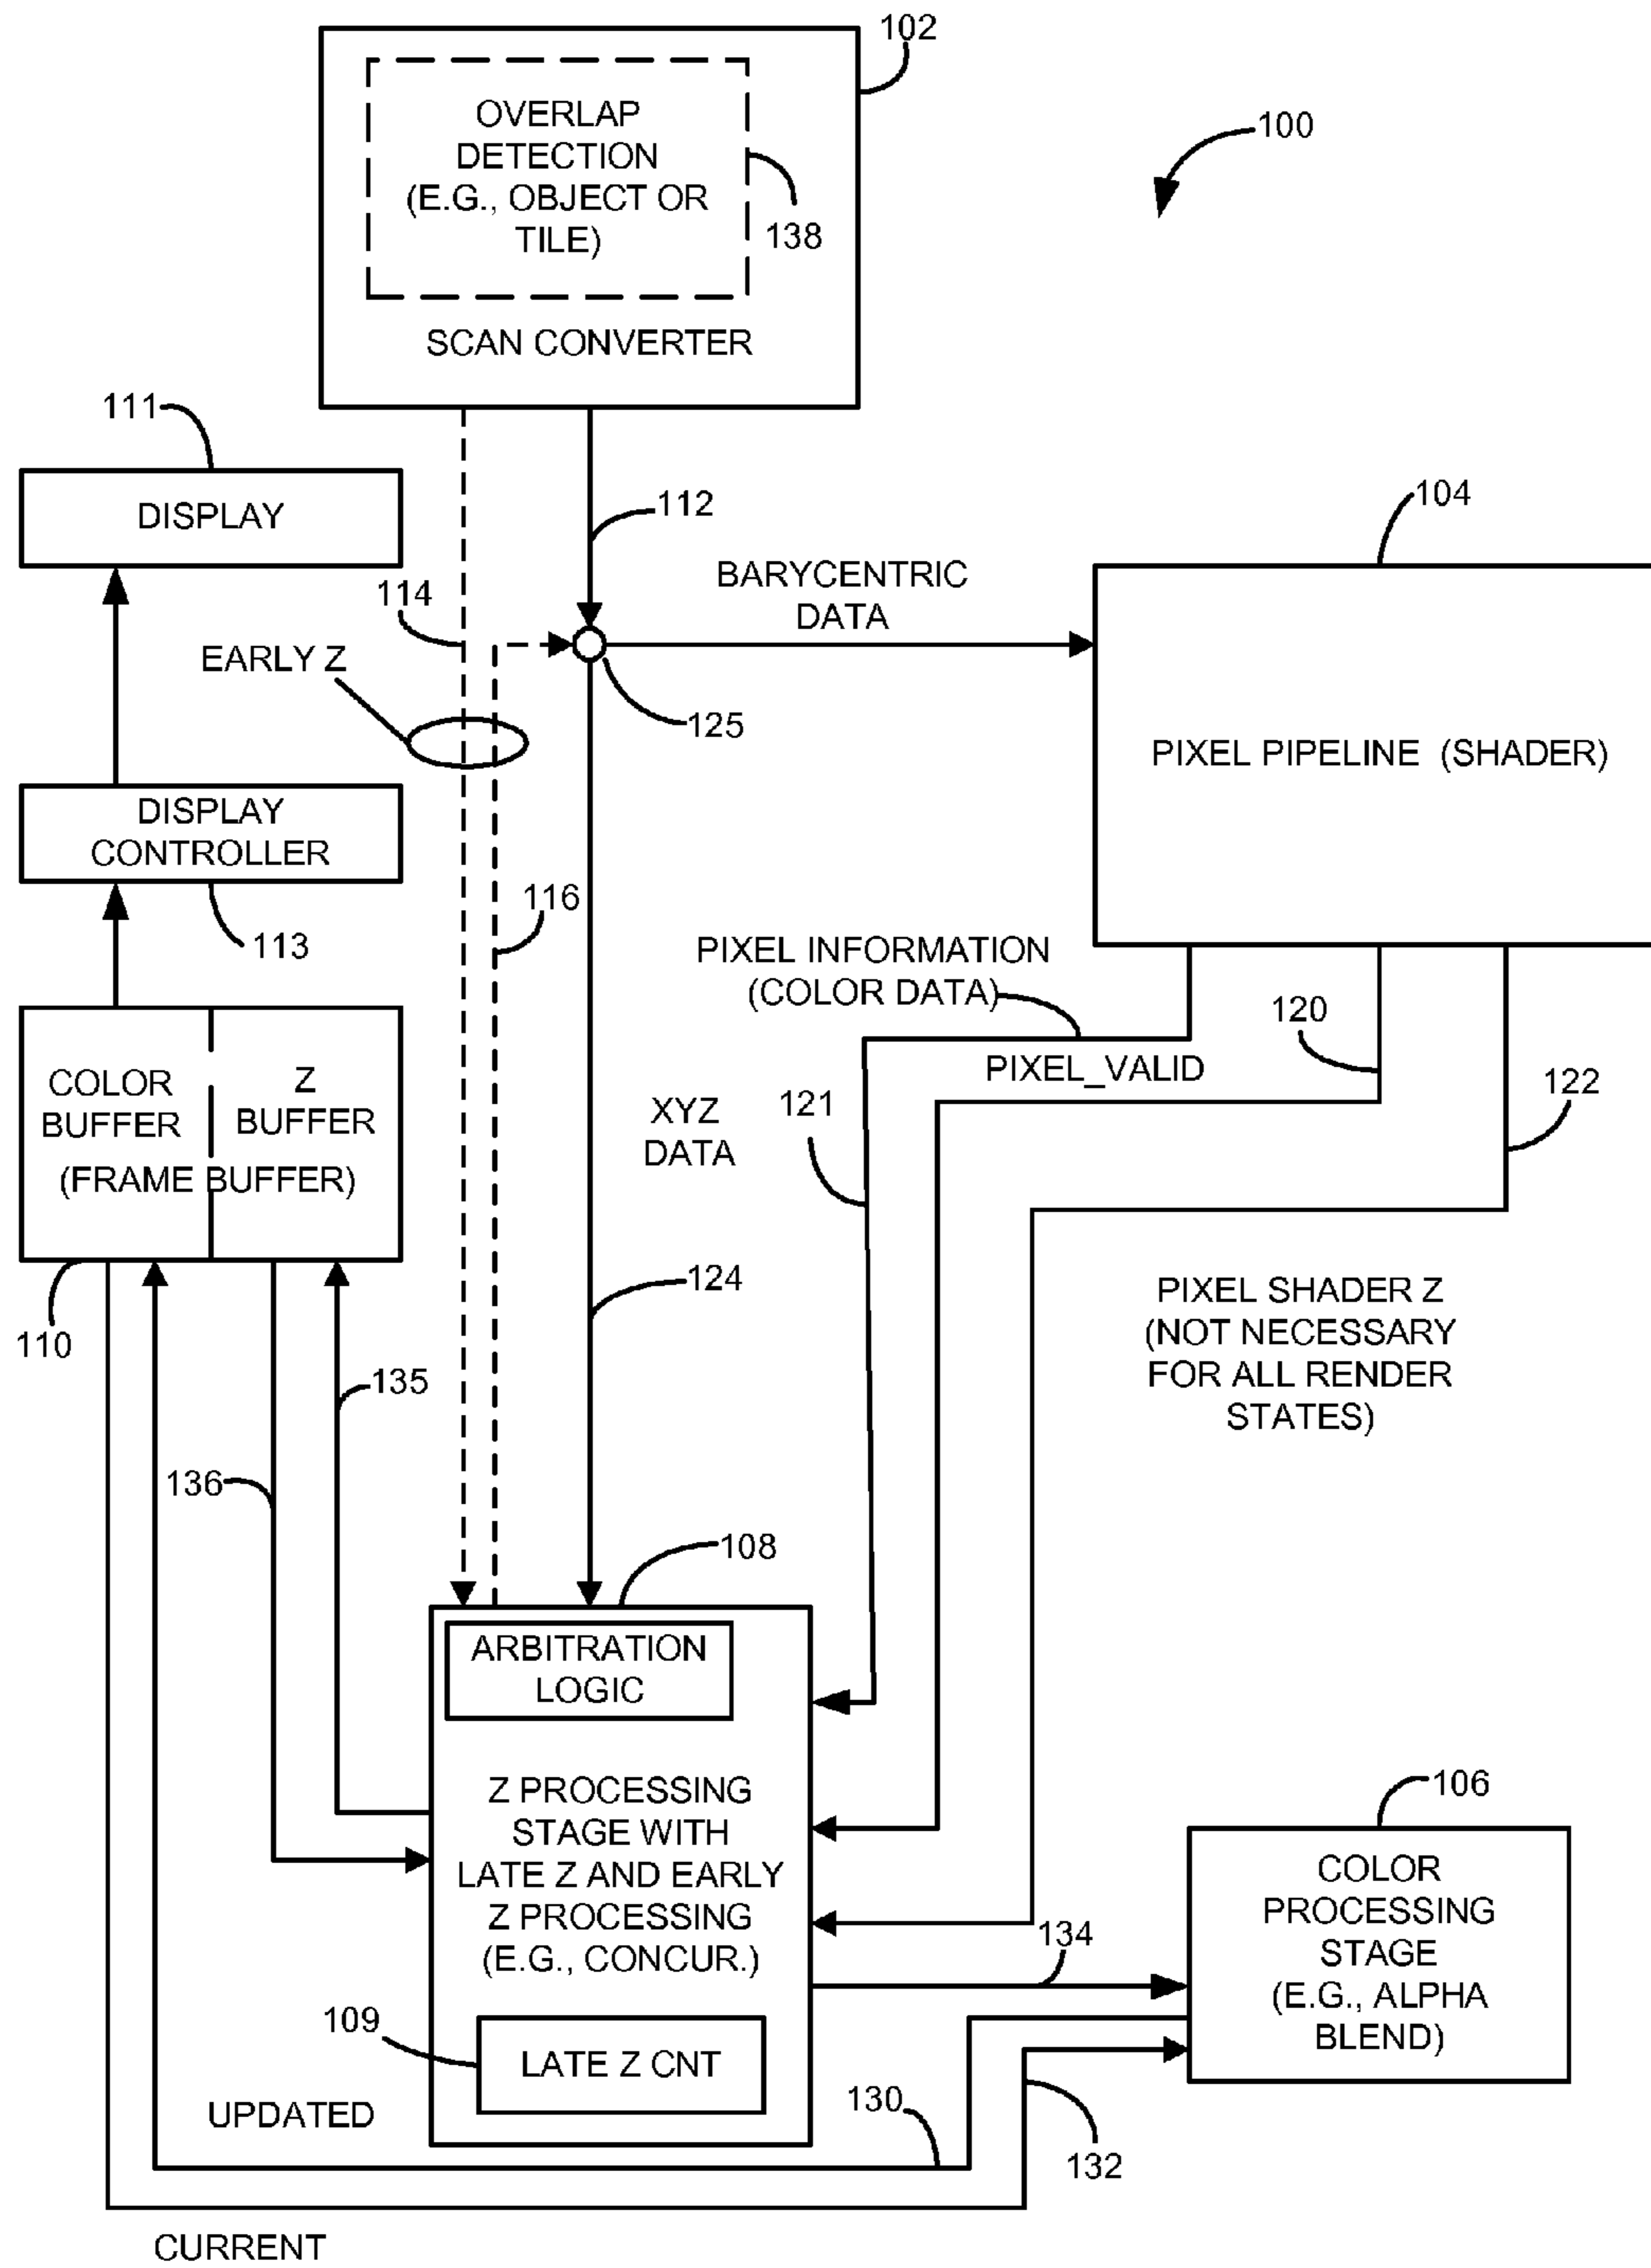 102
OVERLAP
DETECTION
(E.G., OBJECT OR
TILE)
138
SCAN CONVERTER
100
111
DISPLAY
112
104
114
BARYCENTRIC
DATA
EARLY Z
125
PIXEL PIPELINE (SHADER)
DISPLAY
CONTROLLER
113
116
PIXEL INFORMATION
(COLOR DATA)
120
PIXEL_VALID
122
COLOR
BUFFER
Z
BUFFER
(FRAME BUFFER)
110
XYZ
DATA
121
124
PIXEL SHADER Z
(NOT NECESSARY
FOR ALL RENDER
STATES)
135
136
108
ARBITRATION
LOGIC
Z PROCESSING
STAGE WITH
LATE Z AND EARLY
Z PROCESSING
(E.G., CONCUR.)
106
COLOR
PROCESSING
STAGE
(E.G., ALPHA
BLEND)
134
109
LATE Z CNT
UPDATED
130
132
CURRENT